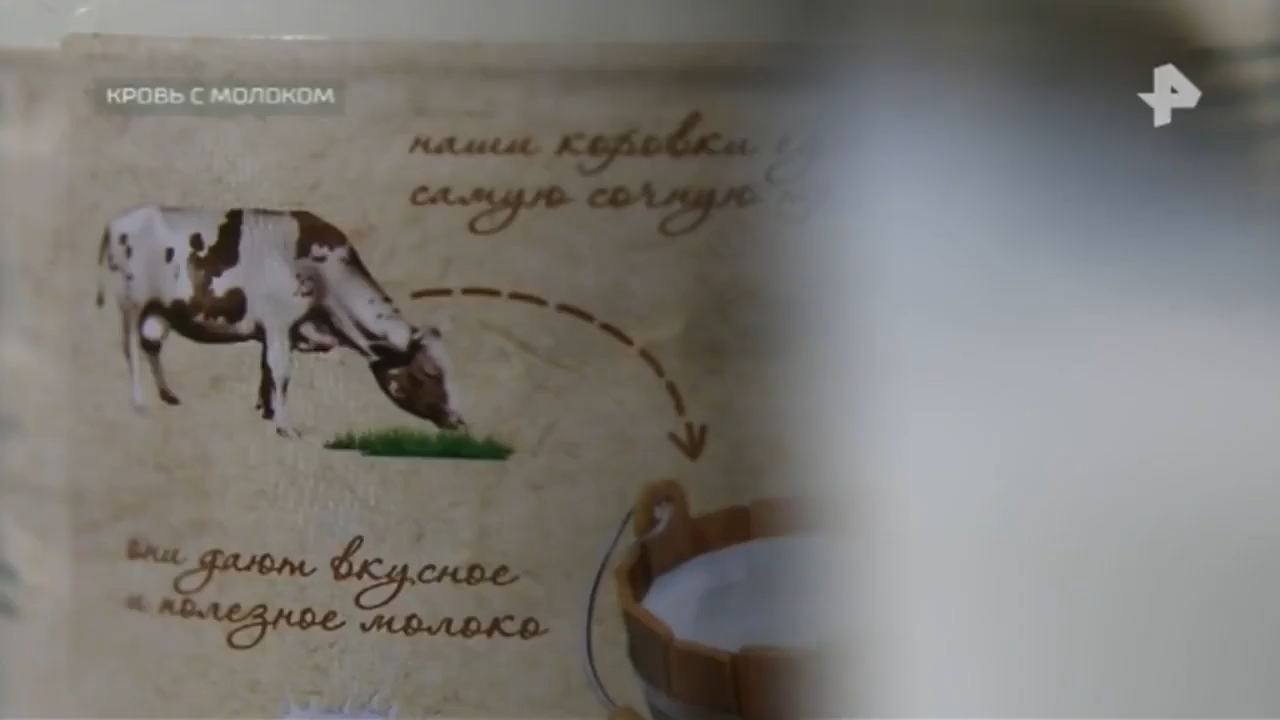 КРОВЬ С МОЛОКОМ
наши коровки
самую сочную
они дают вкусное
и полезное молоко